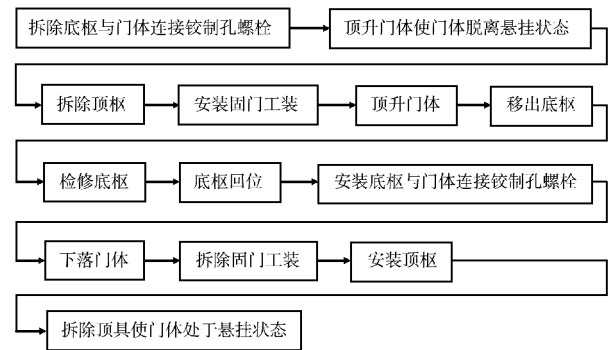 拆除底枢与门体连接铰制孔螺栓 顶升门体使门体脱离悬挂状态
拆除顶枢 安装固门工装 顶升门体 移出底枢
检修底枢 底枢回位 安装底枢与门体连接铰制孔螺栓
下落门体 拆除固门工装 安装顶枢
拆除顶具使门体处于悬挂状态